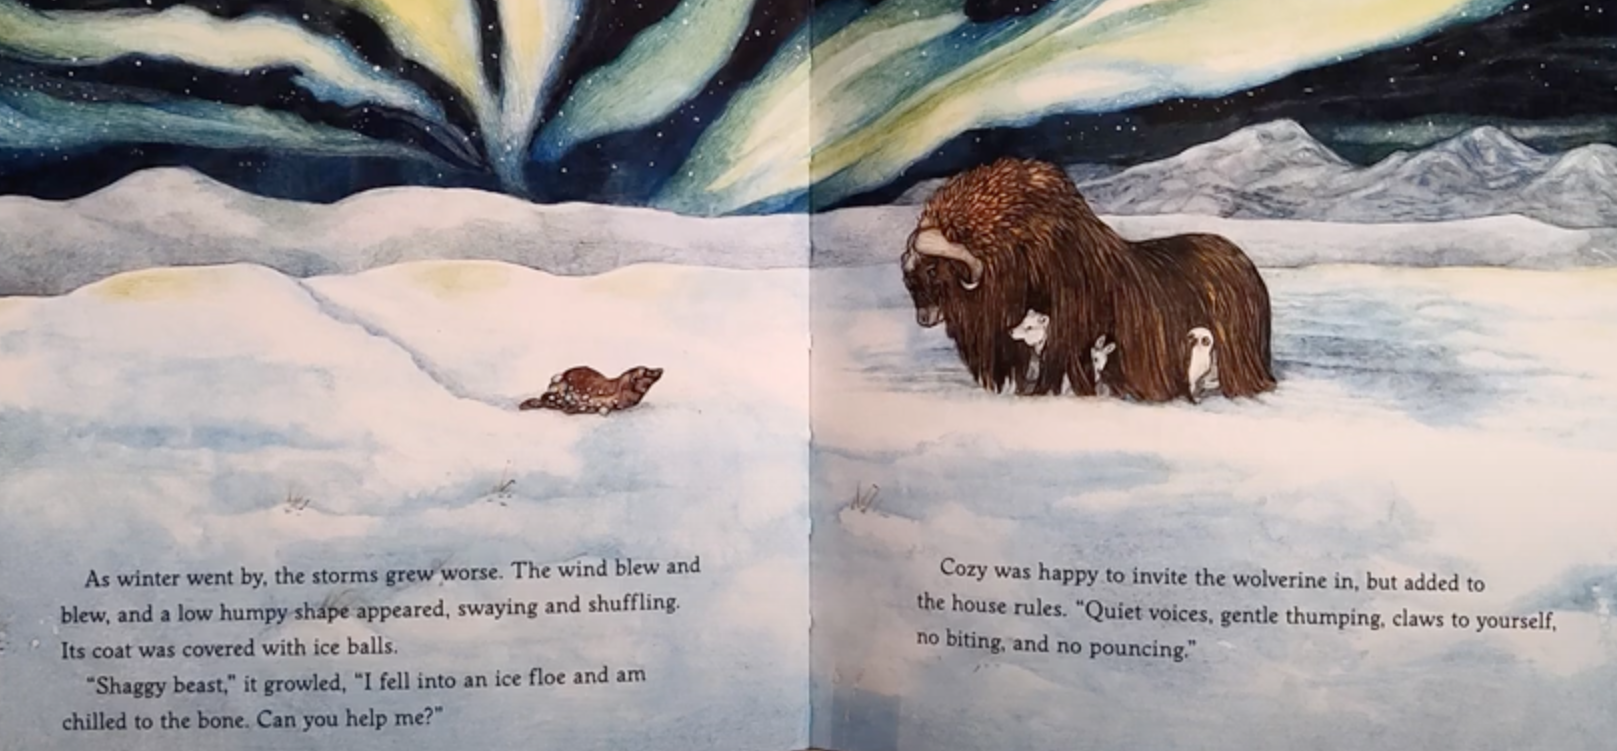 As winter went by, the storms grew worse. The wind blew and
blew, and a low humpy shape appeared, swaying and shuffling.
Its coat was covered with ice balls.
“Shaggy beast,” it growled, “I fell into an ice floe and am
chilled to the bone. Can you help me?”
Cozy was happy to invite the wolverine in, but added to
the house rules. “Quiet voices, gentle thumping, claws to yourself,
no biting, and no pouncing.”